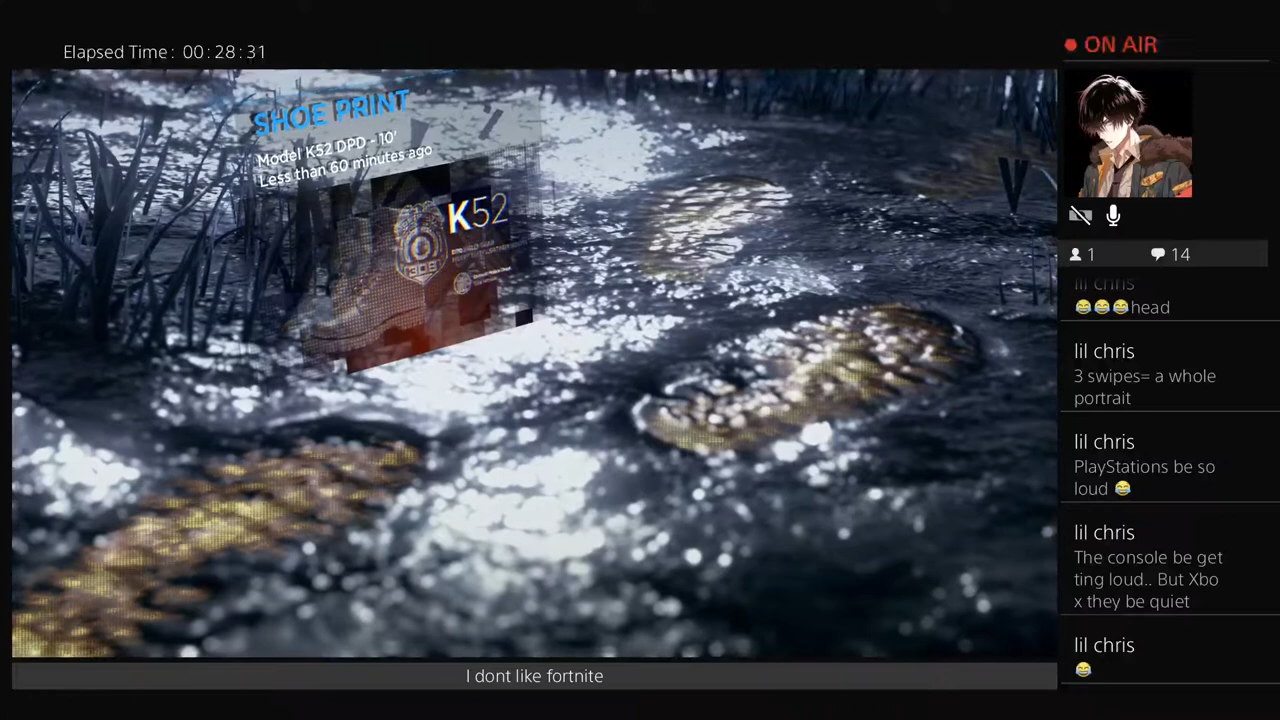 Elapsed Time: 00:28:31
ON AIR
SHOE PRINT
Model K52 DPD - 10'
Less than 60 minutes ago
K52
1
14
lil chris
😂😂😂head
lil chris
3 swipes= a whole
portrait
lil chris
PlayStations be so
loud 😂
lil chris
The console be get
ting loud.. But Xbo
x they be quiet
lil chris
😂
I dont like fortnite